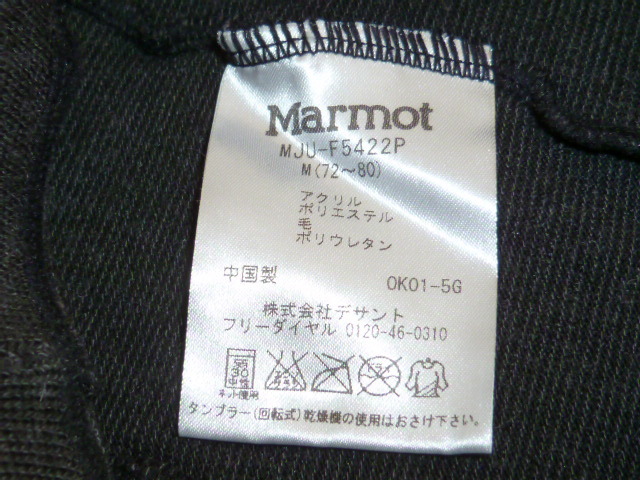 Marmot
MJU-F5422P
M(72~80)
アクリル
ポリエステル
毛
ポリウレタン
中国製
OK01-5G
株式会社デサント
フリーダイヤル 0120-46-0310
30
中性
ネット使用
タンブラー(回転式)乾燥機の使用はおさけ下さい。